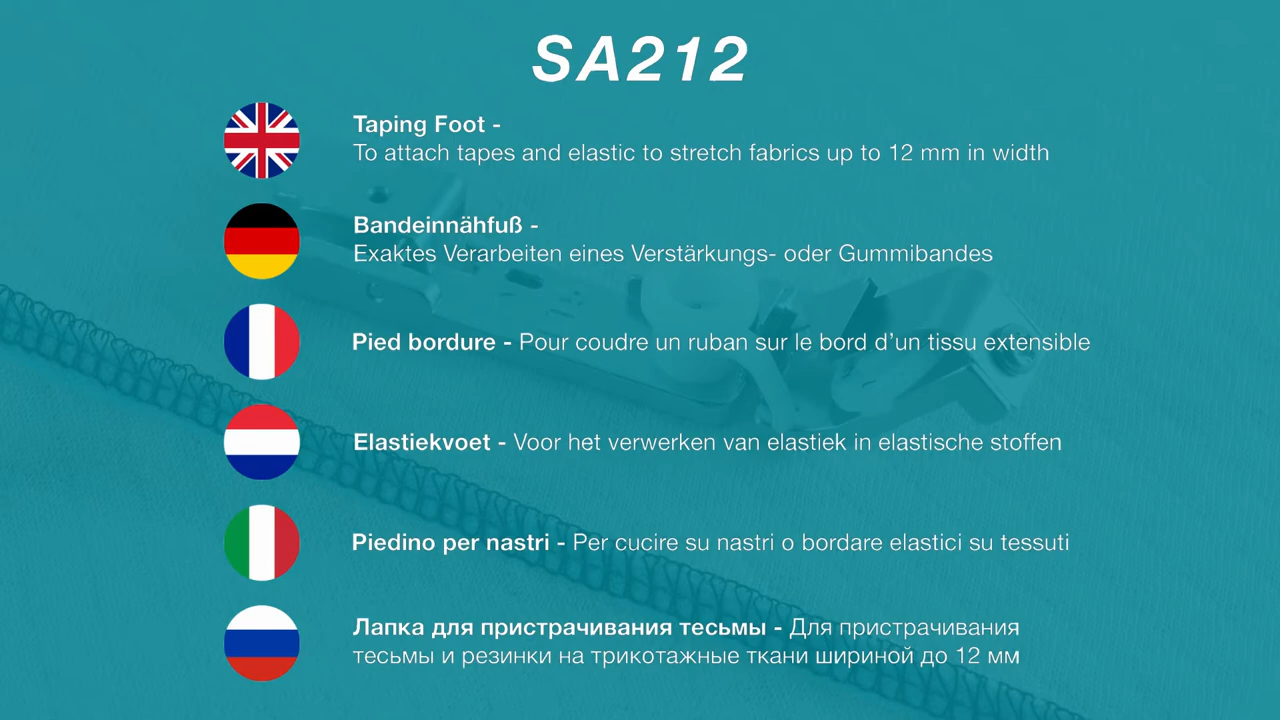 SA212
Taping Foot -
To attach tapes and elastic to stretch fabrics up to 12 mm in width
Bandeinnähfuß -
Exaktes Verarbeiten eines Verstärkungs- oder Gummibandes
Pied bordure - Pour coudre un ruban sur le bord d’un tissu extensible
Elastiekvoet - Voor het verwerken van elastiek in elastische stoffen
Piedino per nastri - Per cucire su nastri o bordare elastici su tessuti
Лапка для пристрачивания тесьмы - Для пристрачивания
тесьмы и резинки на трикотажные ткани шириной до 12 мм